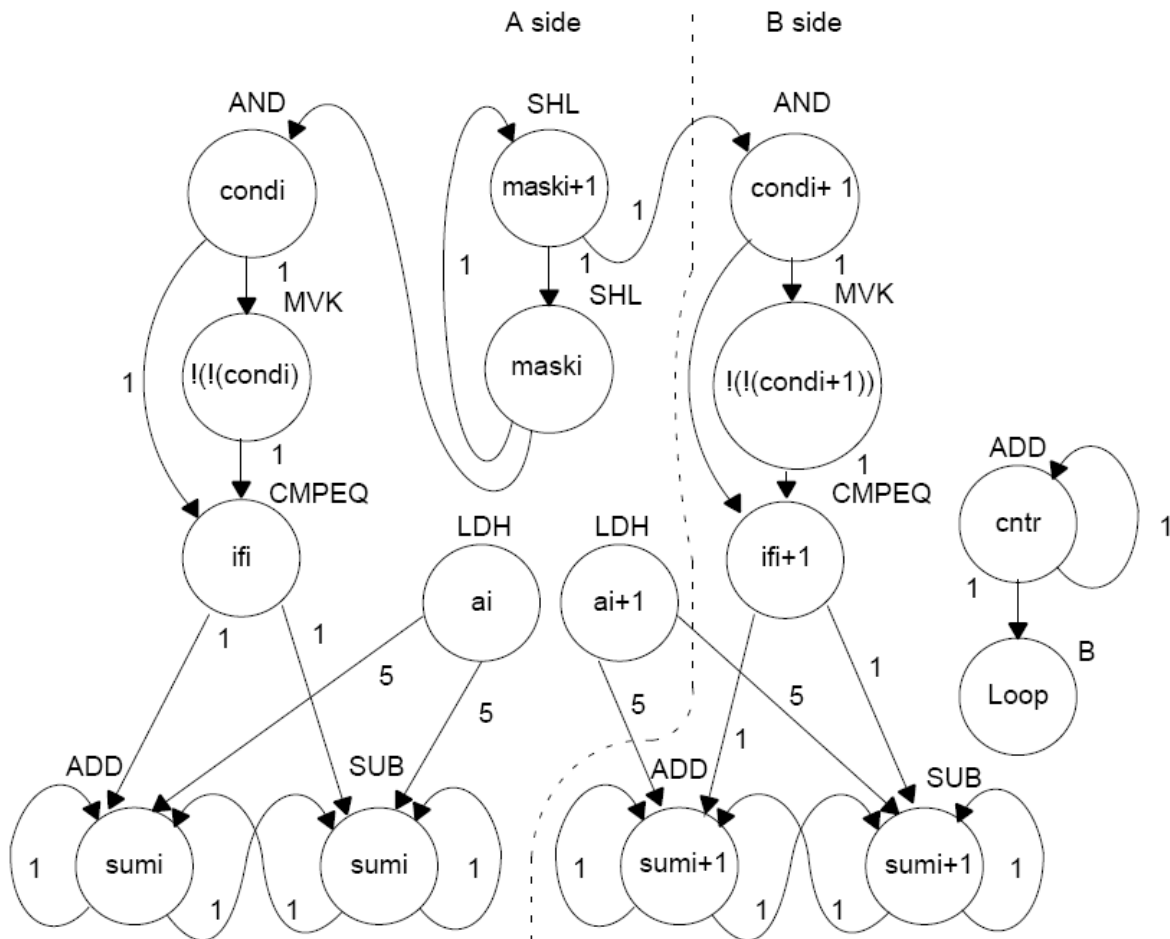 A side
B side
AND
SHL
AND
condi
maski+1
condi+ 1
1
1
1
1
1
MVK
SHL
MVK
1
!(!(condi)
maski
!(!(condi+1))
1
1
CMPEQ
CMPEQ
ADD
cntr
1
ifi
LDH
LDH
ifi+1
ai
ai+1
1
B
Loop
1
1
5
5
5
5
1
1
ADD
SUB
ADD
SUB
sumi
sumi
sumi+1
sumi+1
1
1
1
1
1
1
1
1